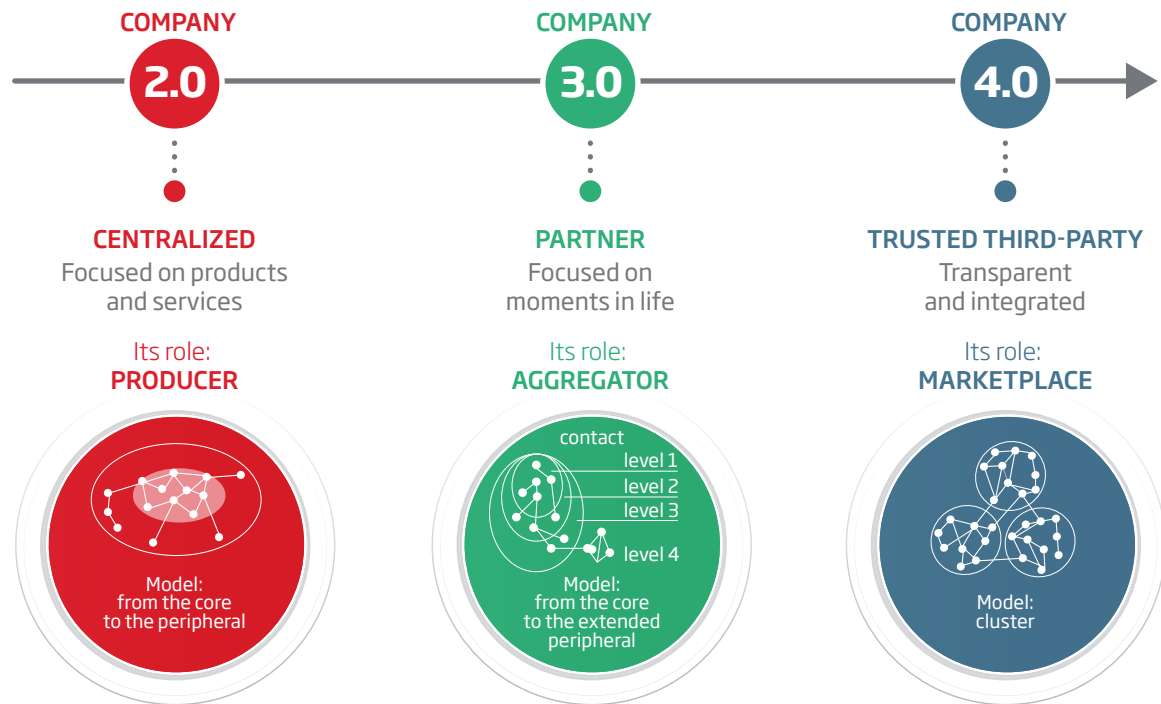 COMPANY
2.0
CENTRALIZED
Focused on products
and services
Its role:
PRODUCER
Model:
from the core
to the peripheral
COMPANY
3.0
PARTNER
Focused on
moments in life
Its role:
AGGREGATOR
contact
level 1
level 2
level 3
level 4
Model:
from the core
to the extended
peripheral
COMPANY
4.0
TRUSTED THIRD-PARTY
Transparent
and integrated
Its role:
MARKETPLACE
Model:
cluster